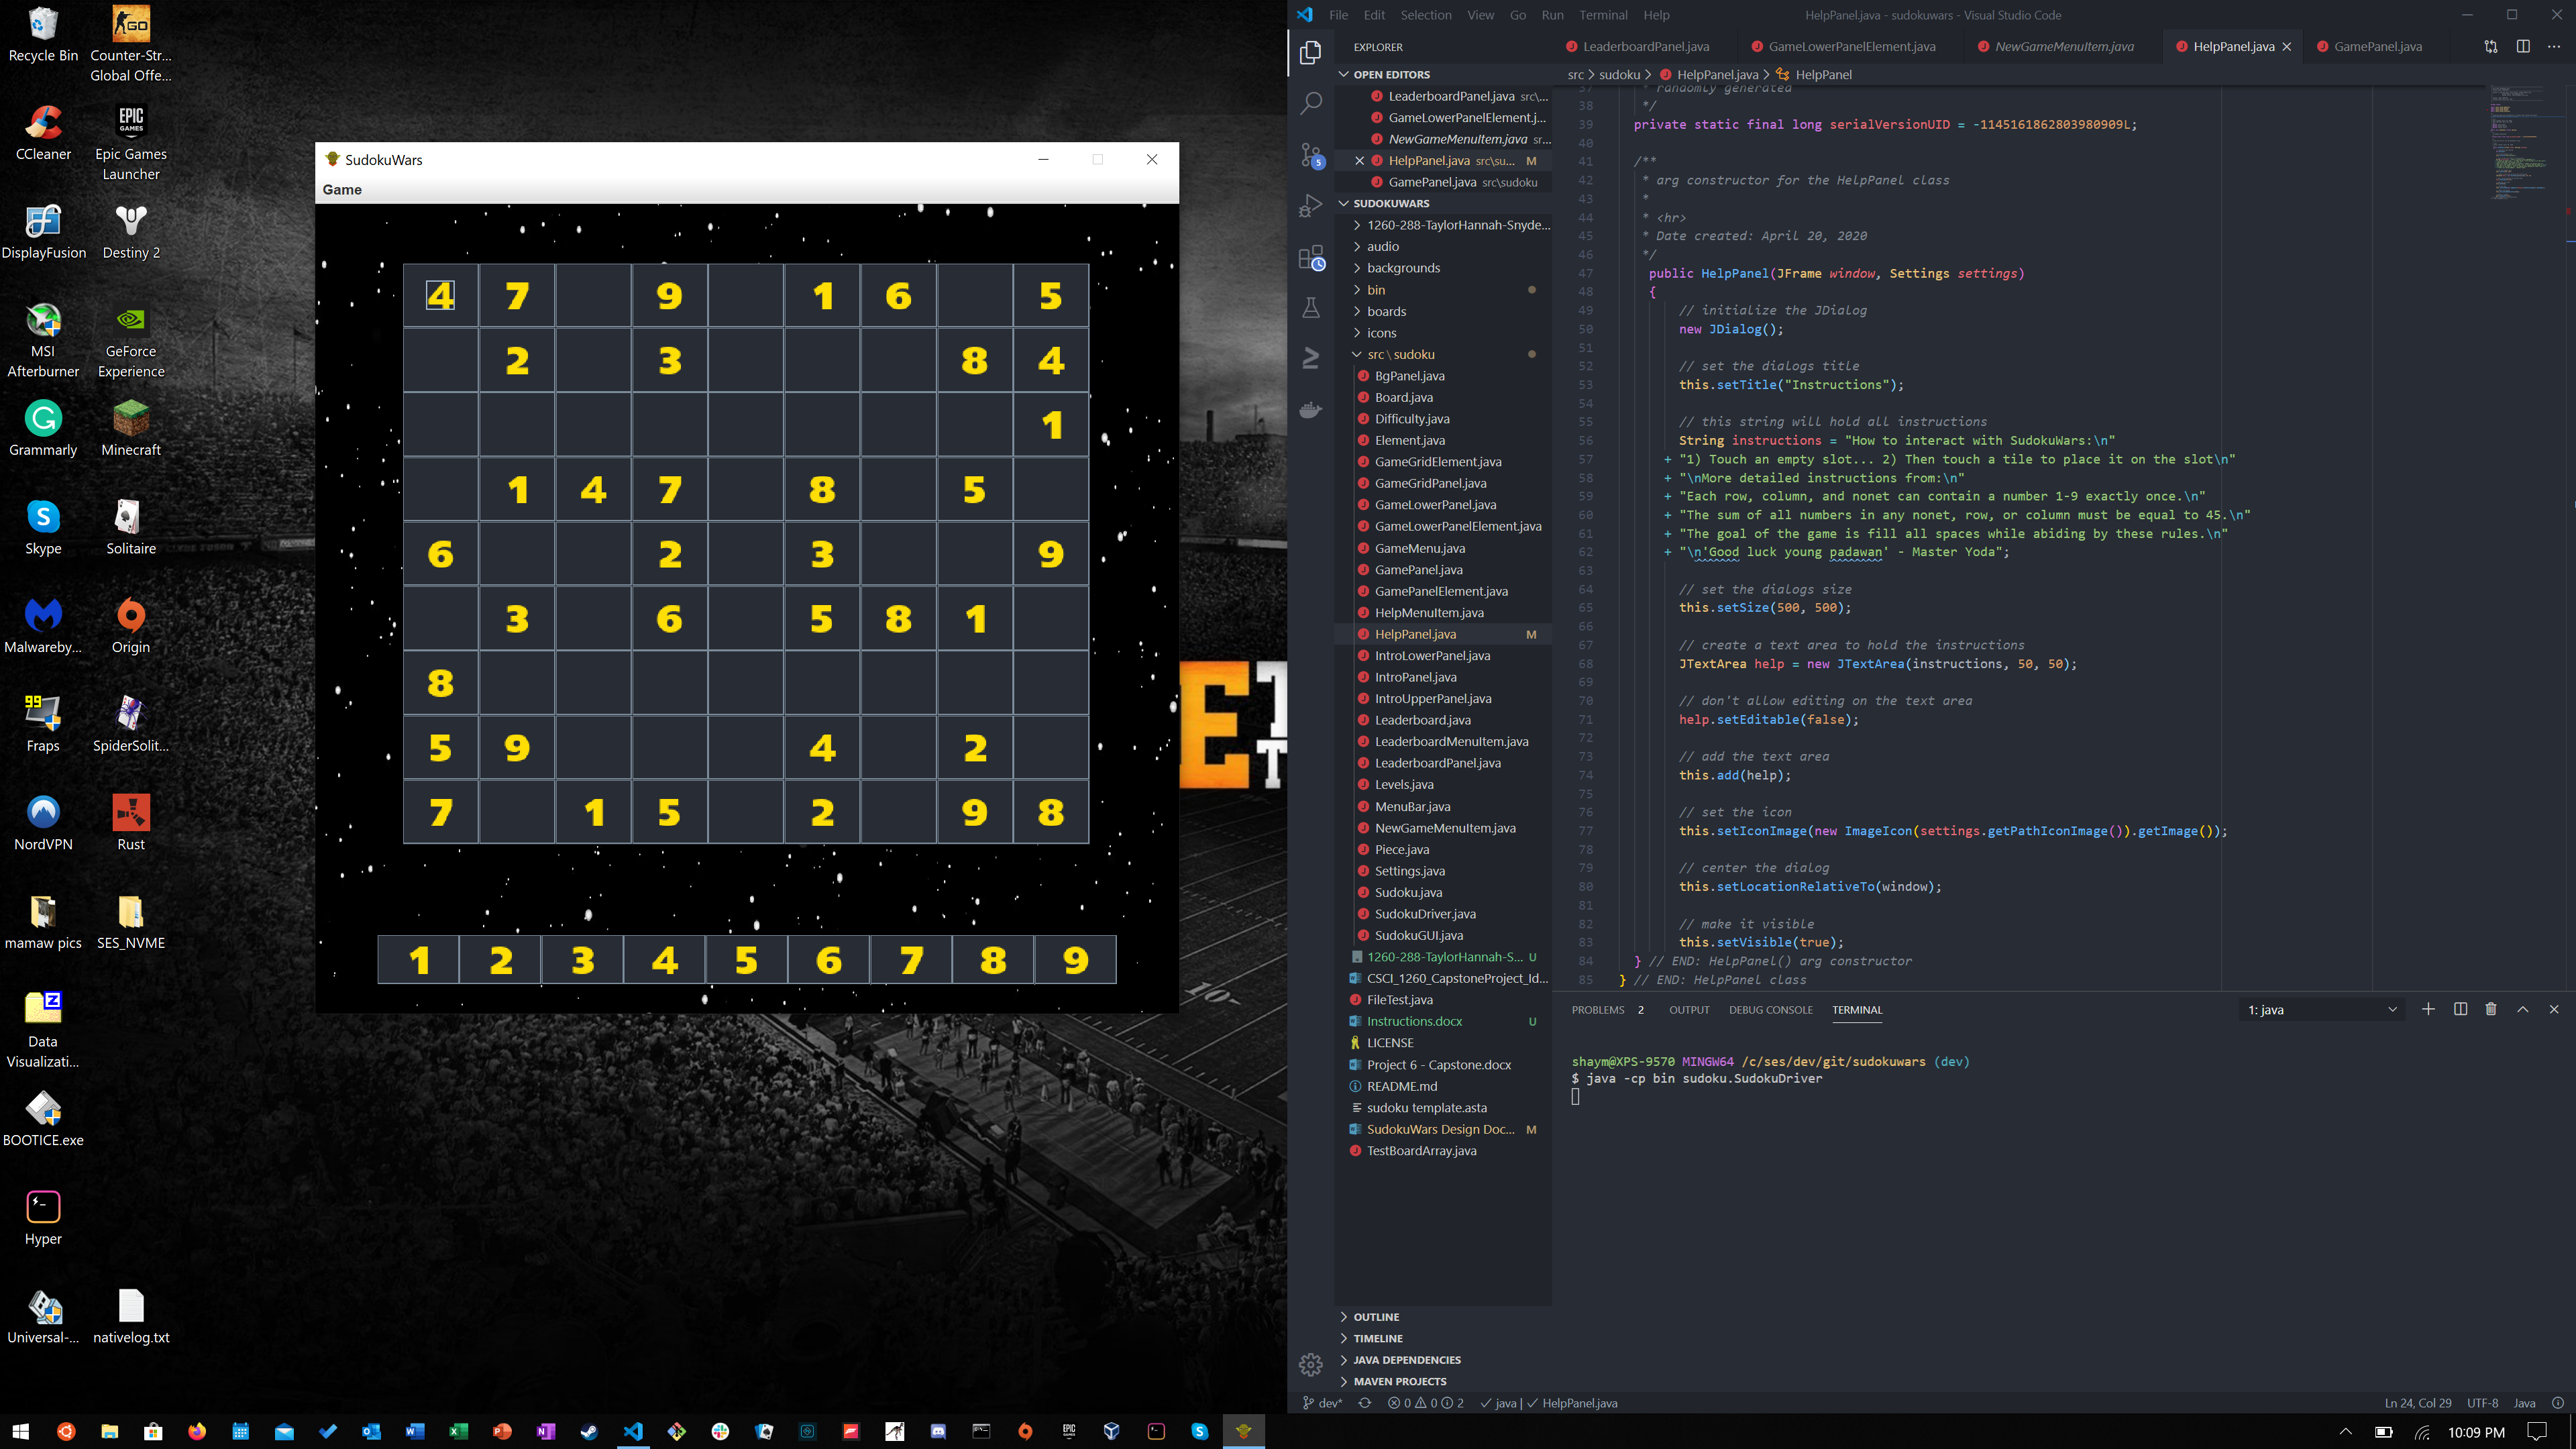 Recycle Bin
Counter-Str...
Global Offe...
CCleaner
Epic Games
Launcher
DisplayFusion
Destiny 2
MSI
Afterburner
GeForce
Experience
Grammarly
Minecraft
Skype
Solitaire
Malwareby...
Origin
Fraps
SpiderSolit...
NordVPN
Rust
mamaw pics
SES_NVME
Data
Visualizati...
BOOTICE.exe
Hyper
Universal-...
nativelog.txt
SudokuWars
Game
4 7 9 1 6 5
2 3 8 4
1
1 4 7 8 5
6 2 3 9
3 6 5 8 1
8
5 9 4 2
7 1 5 2 9 8
1 2 3 4 5 6 7 8 9
File Edit Selection View Go Run Terminal Help
HelpPanel.java - sudokuwars - Visual Studio Code
EXPLORER
OPEN EDITORS
LeaderboardPanel.java src\...
GameLowerPanelElement.j...
NewGameMenuItem.java sr...
HelpPanel.java src\su... M
GamePanel.java src\sudoku
SUDOKUWARS
1260-288-TaylorHannah-Snyde...
audio
backgrounds
bin
boards
icons
src \ sudoku
BgPanel.java
Board.java
Difficulty.java
Element.java
GameGridElement.java
GameGridPanel.java
GameLowerPanel.java
GameLowerPanelElement.java
GameMenu.java
GamePanel.java
GamePanelElement.java
HelpMenuItem.java
HelpPanel.java M
IntroLowerPanel.java
IntroPanel.java
IntroUpperPanel.java
Leaderboard.java
LeaderboardMenuItem.java
LeaderboardPanel.java
Levels.java
MenuBar.java
NewGameMenuItem.java
Piece.java
Settings.java
Sudoku.java
SudokuDriver.java
SudokuGUI.java
1260-288-TaylorHannah-S... U
CSCI_1260_CapstoneProject_Id...
FileTest.java
Instructions.docx U
LICENSE
Project 6 - Capstone.docx
README.md
sudoku template.asta
SudokuWars Design Doc... M
TestBoardArray.java
OUTLINE
TIMELINE
JAVA DEPENDENCIES
MAVEN PROJECTS
LeaderboardPanel.java GameLowerPanelElement.java NewGameMenuItem.java HelpPanel.java GamePanel.java
src > sudoku > HelpPanel.java > HelpPanel
37 * randomly generated
38 */
39 private static final long serialVersionUID = -1145161862803980909L;
40
41 /**
42 * arg constructor for the HelpPanel class
43 *
44 * <hr>
45 * Date created: April 20, 2020
46 */
47 public HelpPanel(JFrame window, Settings settings)
48 {
49 // initialize the JDialog
50 new JDialog();
51
52 // set the dialogs title
53 this.setTitle("Instructions");
54
55 // this string will hold all instructions
56 String instructions = "How to interact with SudokuWars:\n"
57 + "1) Touch an empty slot... 2) Then touch a tile to place it on the slot\n"
58 + "\nMore detailed instructions from:\n"
59 + "Each row, column, and nonet can contain a number 1-9 exactly once.\n"
60 + "The sum of all numbers in any nonet, row, or column must be equal to 45.\n"
61 + "The goal of the game is fill all spaces while abiding by these rules.\n"
62 + "\n'Good luck young padawan' - Master Yoda";
63
64 // set the dialogs size
65 this.setSize(500, 500);
66
67 // create a text area to hold the instructions
68 JTextArea help = new JTextArea(instructions, 50, 50);
69
70 // don't allow editing on the text area
71 help.setEditable(false);
72
73 // add the text area
74 this.add(help);
75
76 // set the icon
77 this.setIconImage(new ImageIcon(settings.getPathIconImage()).getImage());
78
79 // center the dialog
80 this.setLocationRelativeTo(window);
81
82 // make it visible
83 this.setVisible(true);
84 } // END: HelpPanel() arg constructor
85 } // END: HelpPanel class
PROBLEMS 2 OUTPUT DEBUG CONSOLE TERMINAL
1: java
shaym@XPS-9570 MINGW64 /c/ses/dev/git/sudokuwars (dev)
$ java -cp bin sudoku.SudokuDriver
dev* 0 0 2 java | HelpPanel.java
Ln 24, Col 29 UTF-8 Java
10:09 PM